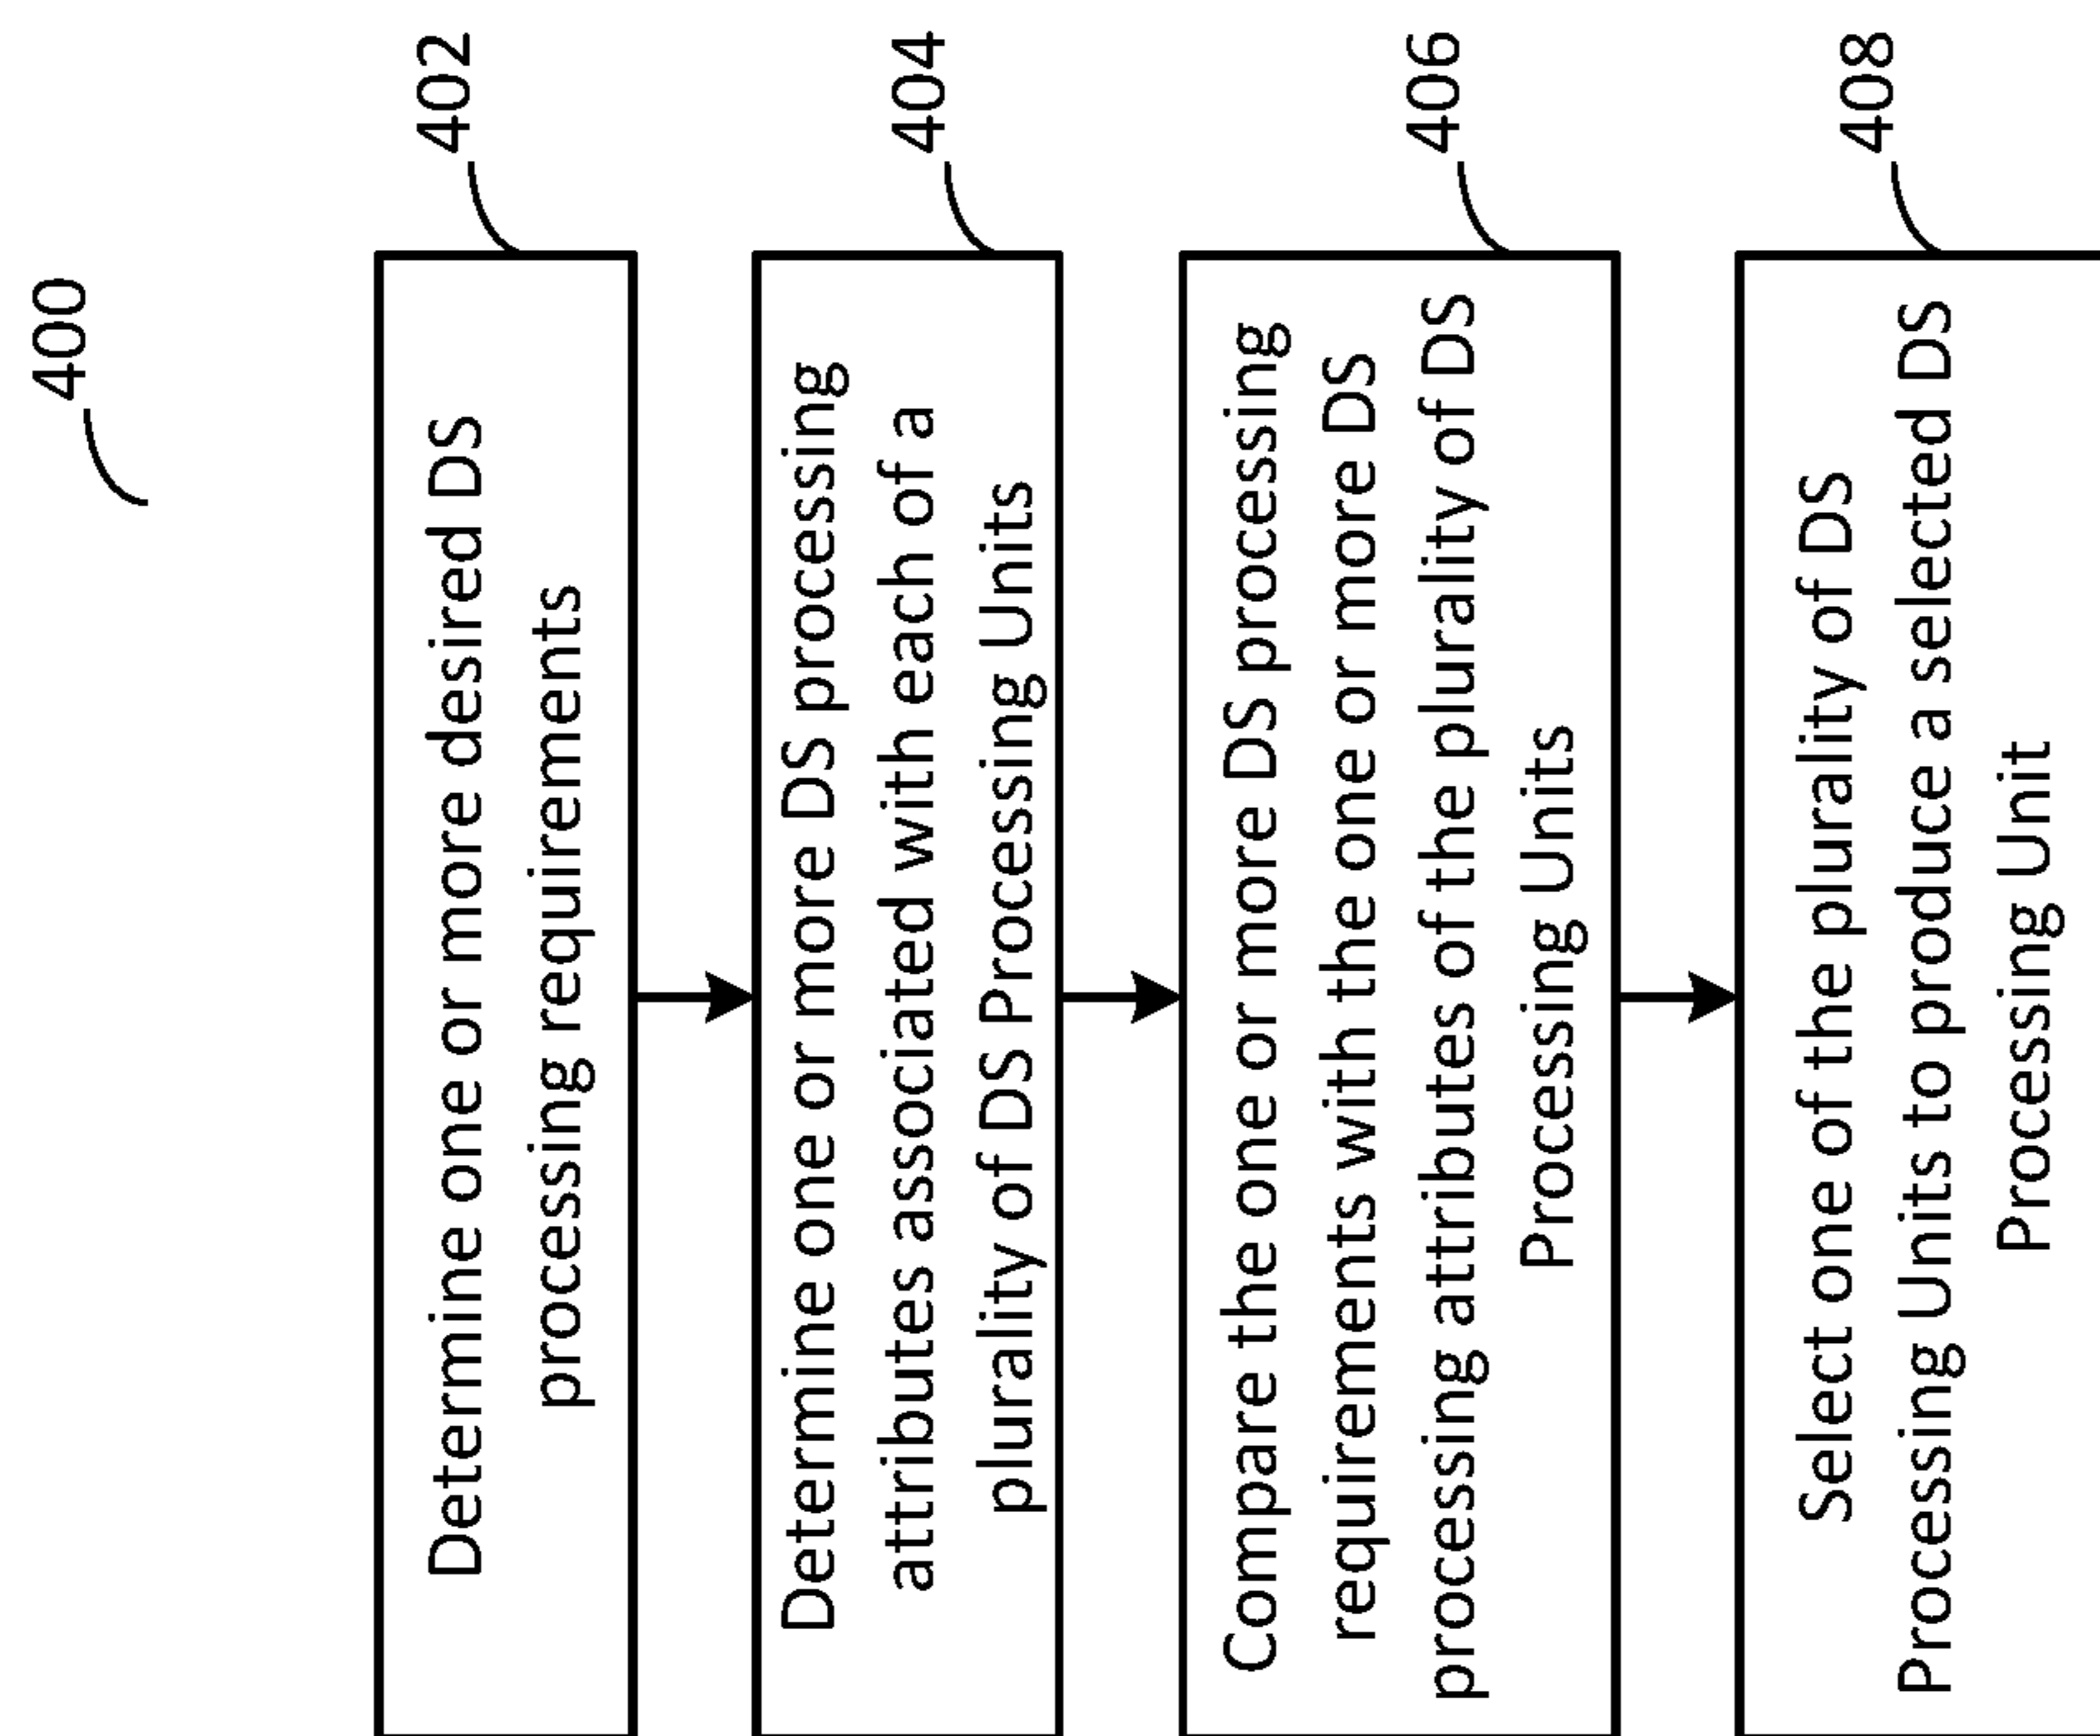 400
402
Determine one or more desired DS
processing requirements
404
Determine one or more DS processing
attributes associated with each of a
plurality of DS Processing Units
406
Compare the one or more DS processing
requirements with the one or more DS
processing attributes of the plurality of DS
Processing Units
408
Select one of the plurality of DS
Processing Units to produce a selected DS
Processing Unit